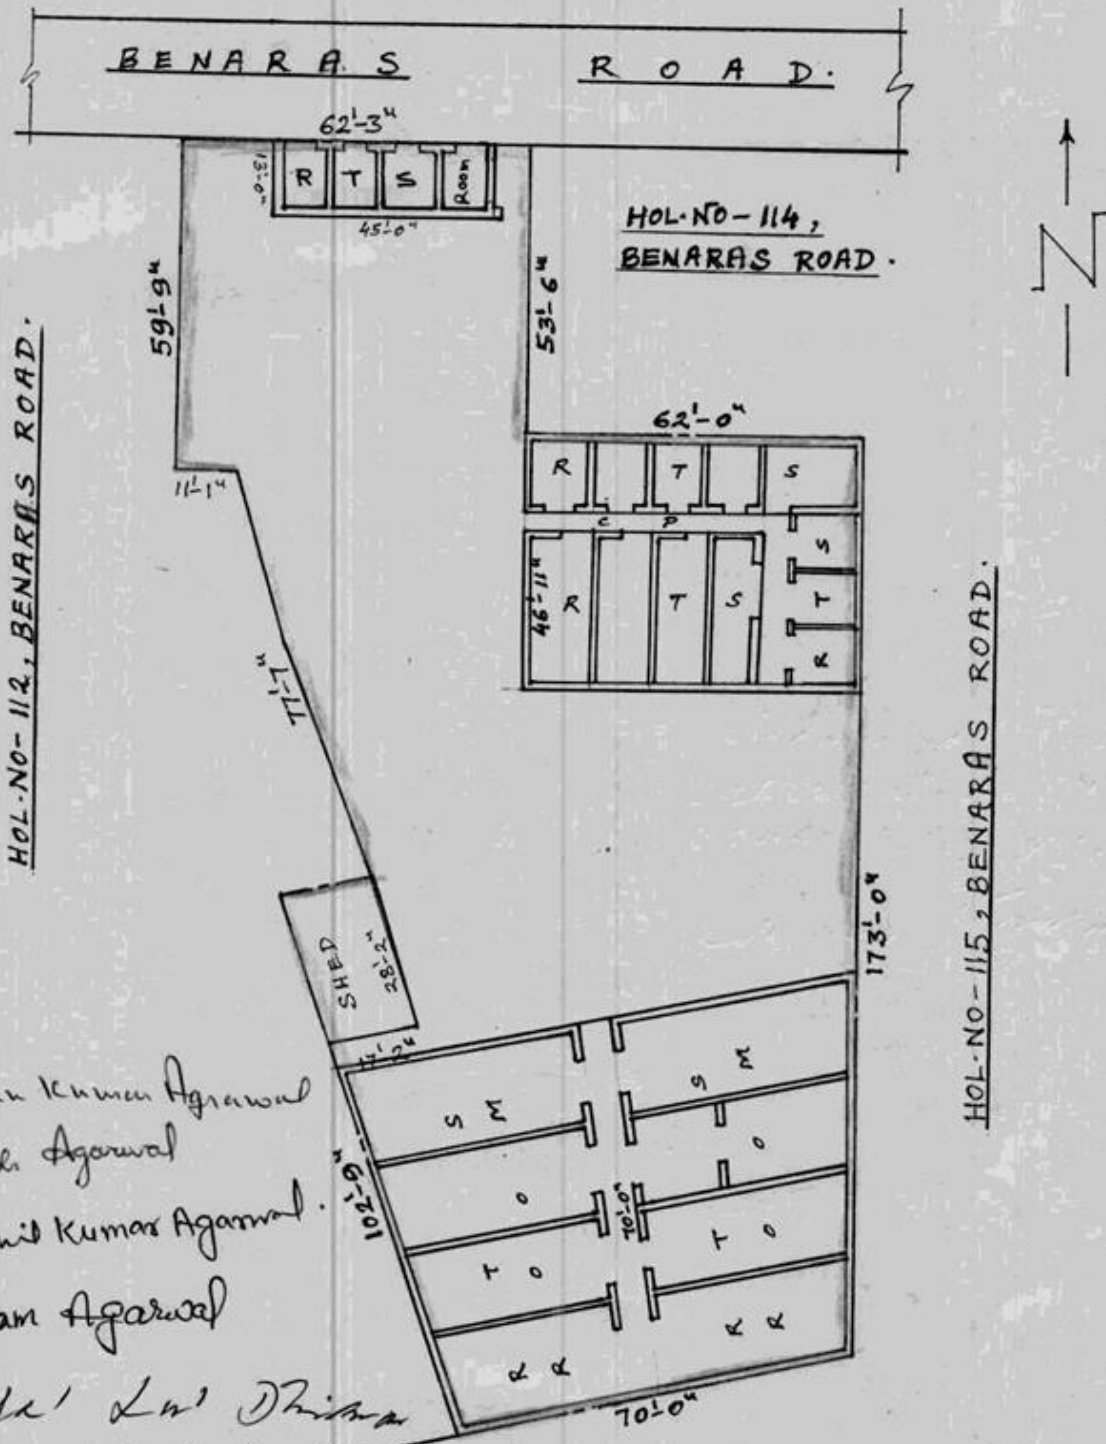 BENARAS ROAD.
62'-3"
13'-0"
R T S ROOM
45'-0"
HOL.NO-114,
BENARAS ROAD.
N
59'-9"
53'-6"
HOL.NO-112, BENARAS ROAD.
11'-1"
62'-0"
R T S
C P
46'-11"
R T S
S
T
R
77'-7"
HOL.NO-115, BENARAS ROAD.
173'-0"
SHED
28'-2"
S M
S M
O
O
T O
T O
R R
R R
70'-0"
102'-9"
70'-0"
Kumar Agrawal
Agarwal
Kumar Agarwal.
Agarwal